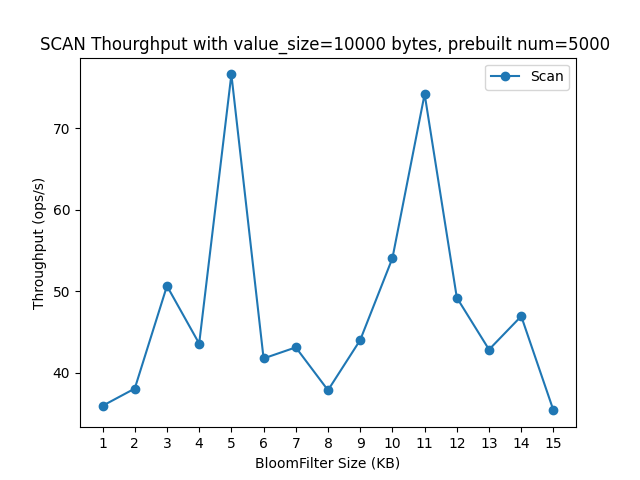 SCAN Thourghput with value_size=10000 bytes, prebuilt num=5000
Scan
Throughput (ops/s)
70
60
50
40
1 2 3 4 5 6 7 8 9 10 11 12 13 14 15
BloomFilter Size (KB)